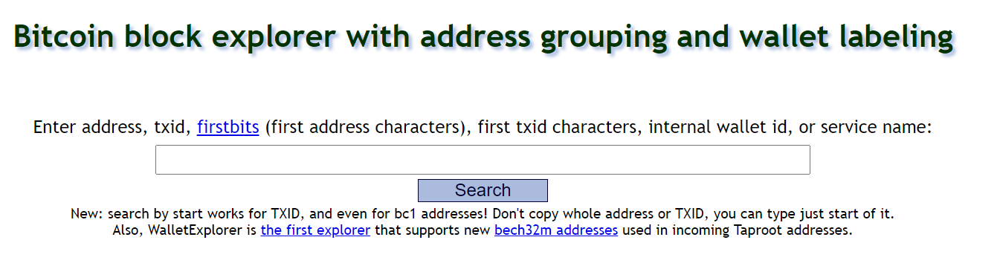 Bitcoin block explorer with address grouping and wallet labeling
Enter address, txid, firstbits (first address characters), first txid characters, internal wallet id, or service name:
Search
New: search by start works for TXID, and even for bc1 addresses! Don't copy whole address or TXID, you can type just start of it.
Also, WalletExplorer is the first explorer that supports new bech32m addresses used in incoming Taproot addresses.